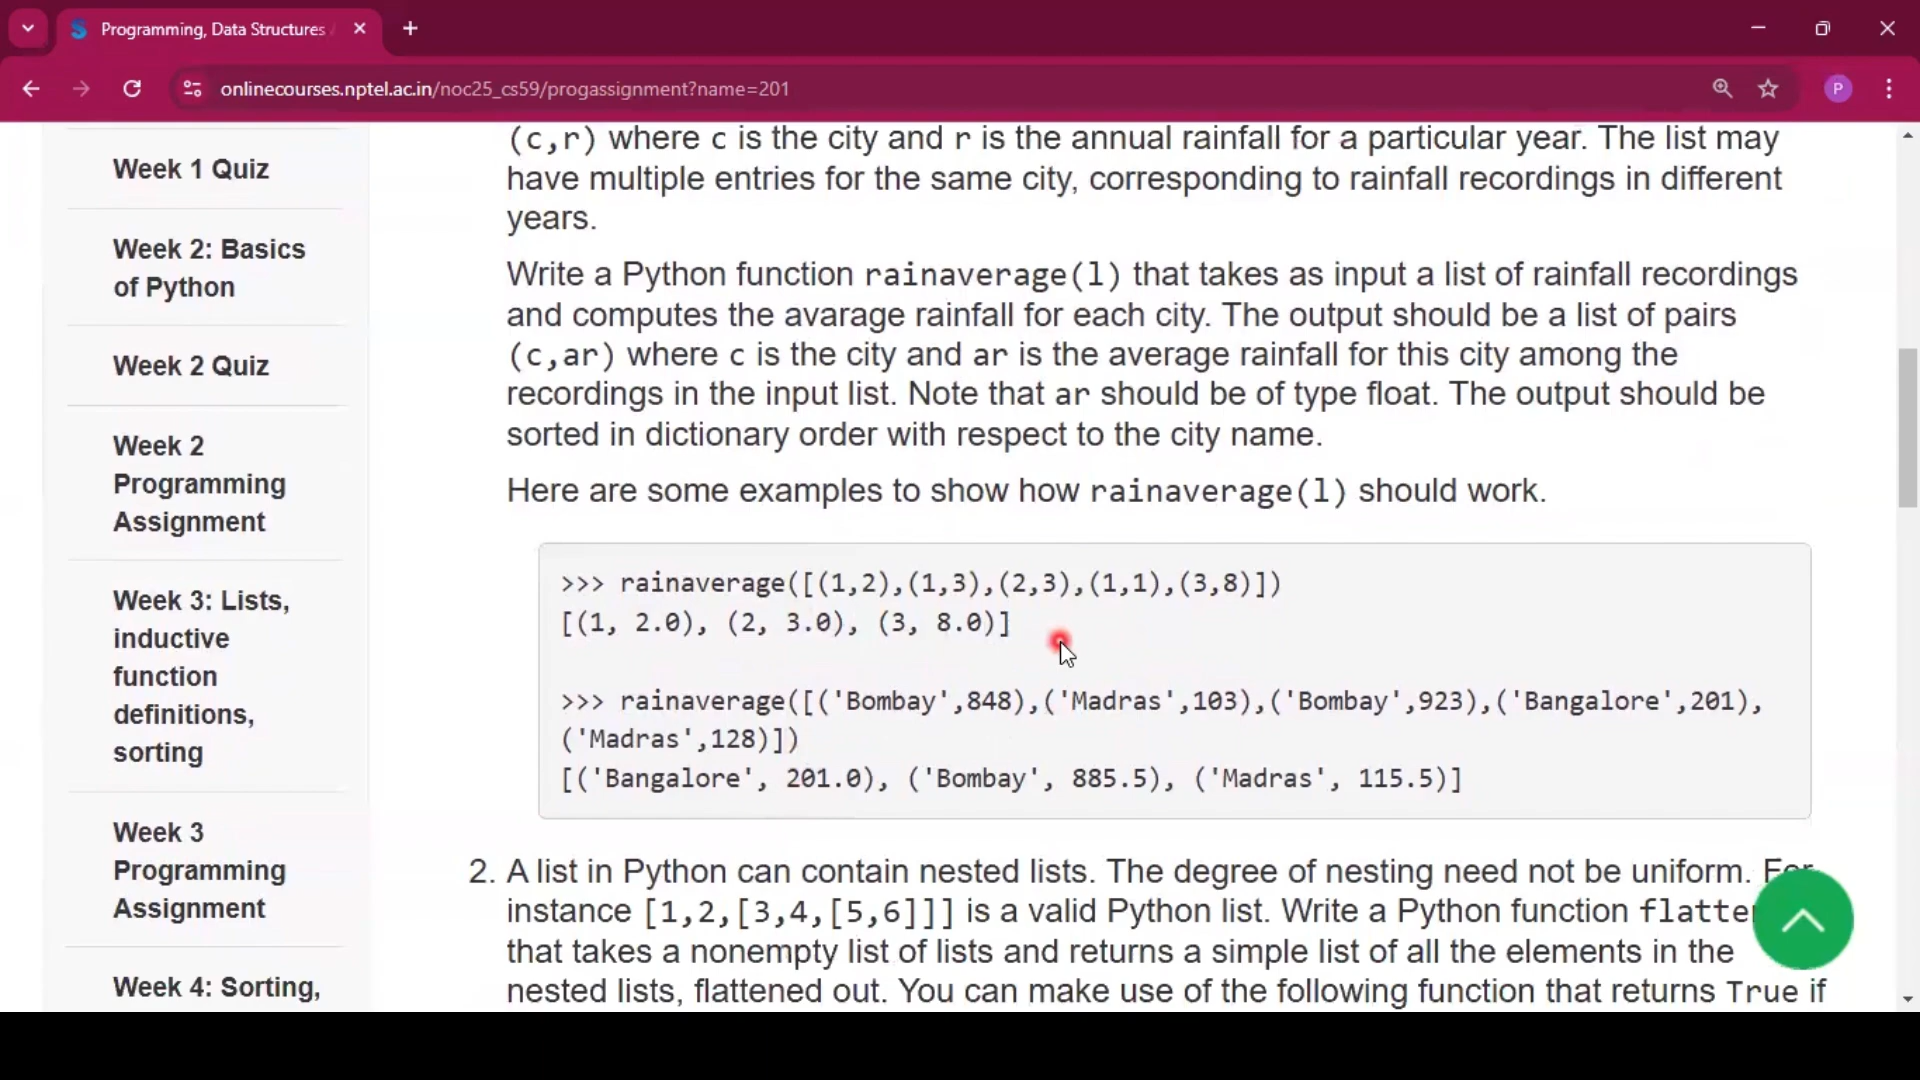 Programming, Data Structures
onlinecourses.nptel.ac.in/noc25_cs59/progassignment?name=201
P
Week 1 Quiz
Week 2: Basics
of Python
Week 2 Quiz
Week 2
Programming
Assignment
Week 3: Lists,
inductive
function
definitions,
sorting
Week 3
Programming
Assignment
Week 4: Sorting,
(c,r) where c is the city and r is the annual rainfall for a particular year. The list may
have multiple entries for the same city, corresponding to rainfall recordings in different
years.
Write a Python function rainaverage(l) that takes as input a list of rainfall recordings
and computes the avarage rainfall for each city. The output should be a list of pairs
(c,ar) where c is the city and ar is the average rainfall for this city among the
recordings in the input list. Note that ar should be of type float. The output should be
sorted in dictionary order with respect to the city name.
Here are some examples to show how rainaverage(l) should work.
>>> rainaverage([(1,2),(1,3),(2,3),(1,1),(3,8)])
[(1, 2.0), (2, 3.0), (3, 8.0)]
>>> rainaverage([('Bombay',848),('Madras',103),('Bombay',923),('Bangalore',201),
('Madras',128)])
[('Bangalore', 201.0), ('Bombay', 885.5), ('Madras', 115.5)]
2. A list in Python can contain nested lists. The degree of nesting need not be uniform. For
instance [1,2,[3,4,[5,6]]] is a valid Python list. Write a Python function flatte
that takes a nonempty list of lists and returns a simple list of all the elements in the
nested lists, flattened out. You can make use of the following function that returns True if